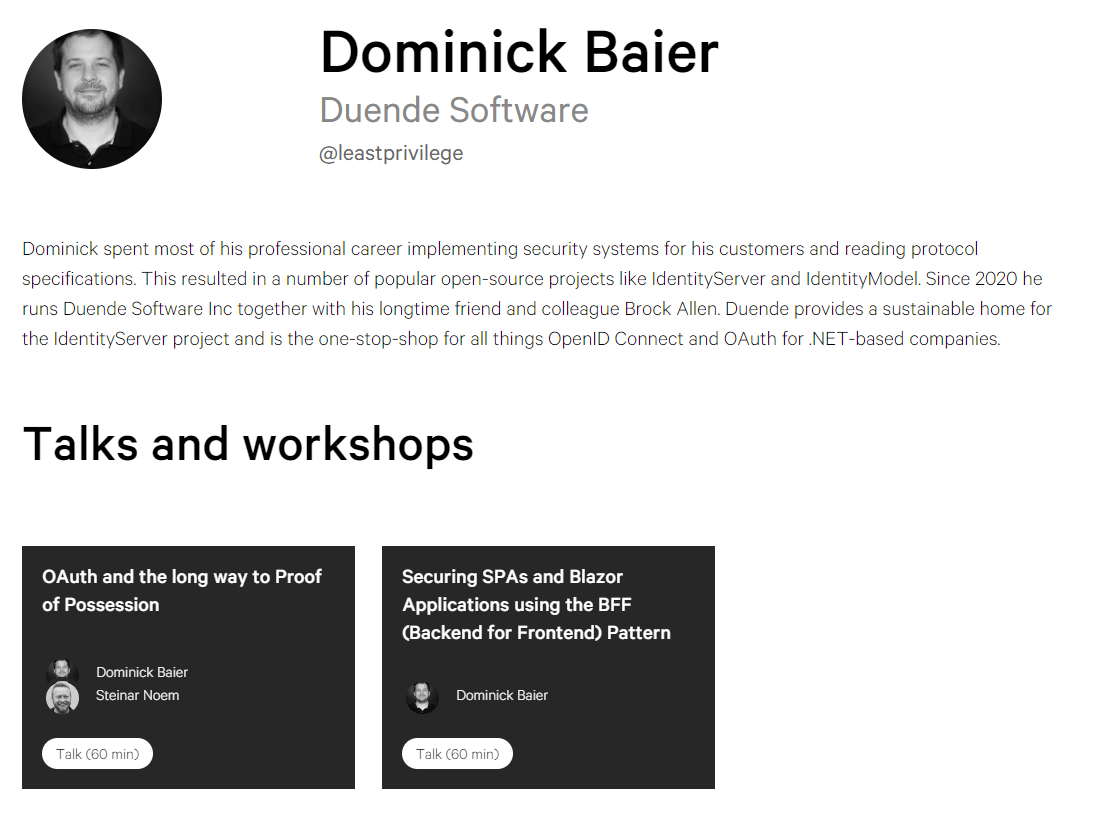 Dominick Baier
Duende Software
@leastprivilege
Dominick spent most of his professional career implementing security systems for his customers and reading protocol
specifications. This resulted in a number of popular open-source projects like IdentityServer and IdentityModel. Since 2020 he
runs Duende Software Inc together with his longtime friend and colleague Brock Allen. Duende provides a sustainable home for
the IdentityServer project and is the one-stop-shop for all things OpenID Connect and OAuth for .NET-based companies.
Talks and workshops
OAuth and the long way to Proof
of Possession
Dominick Baier
Steinar Noem
Talk (60 min)
Securing SPAs and Blazor
Applications using the BFF
(Backend for Frontend) Pattern
Dominick Baier
Talk (60 min)